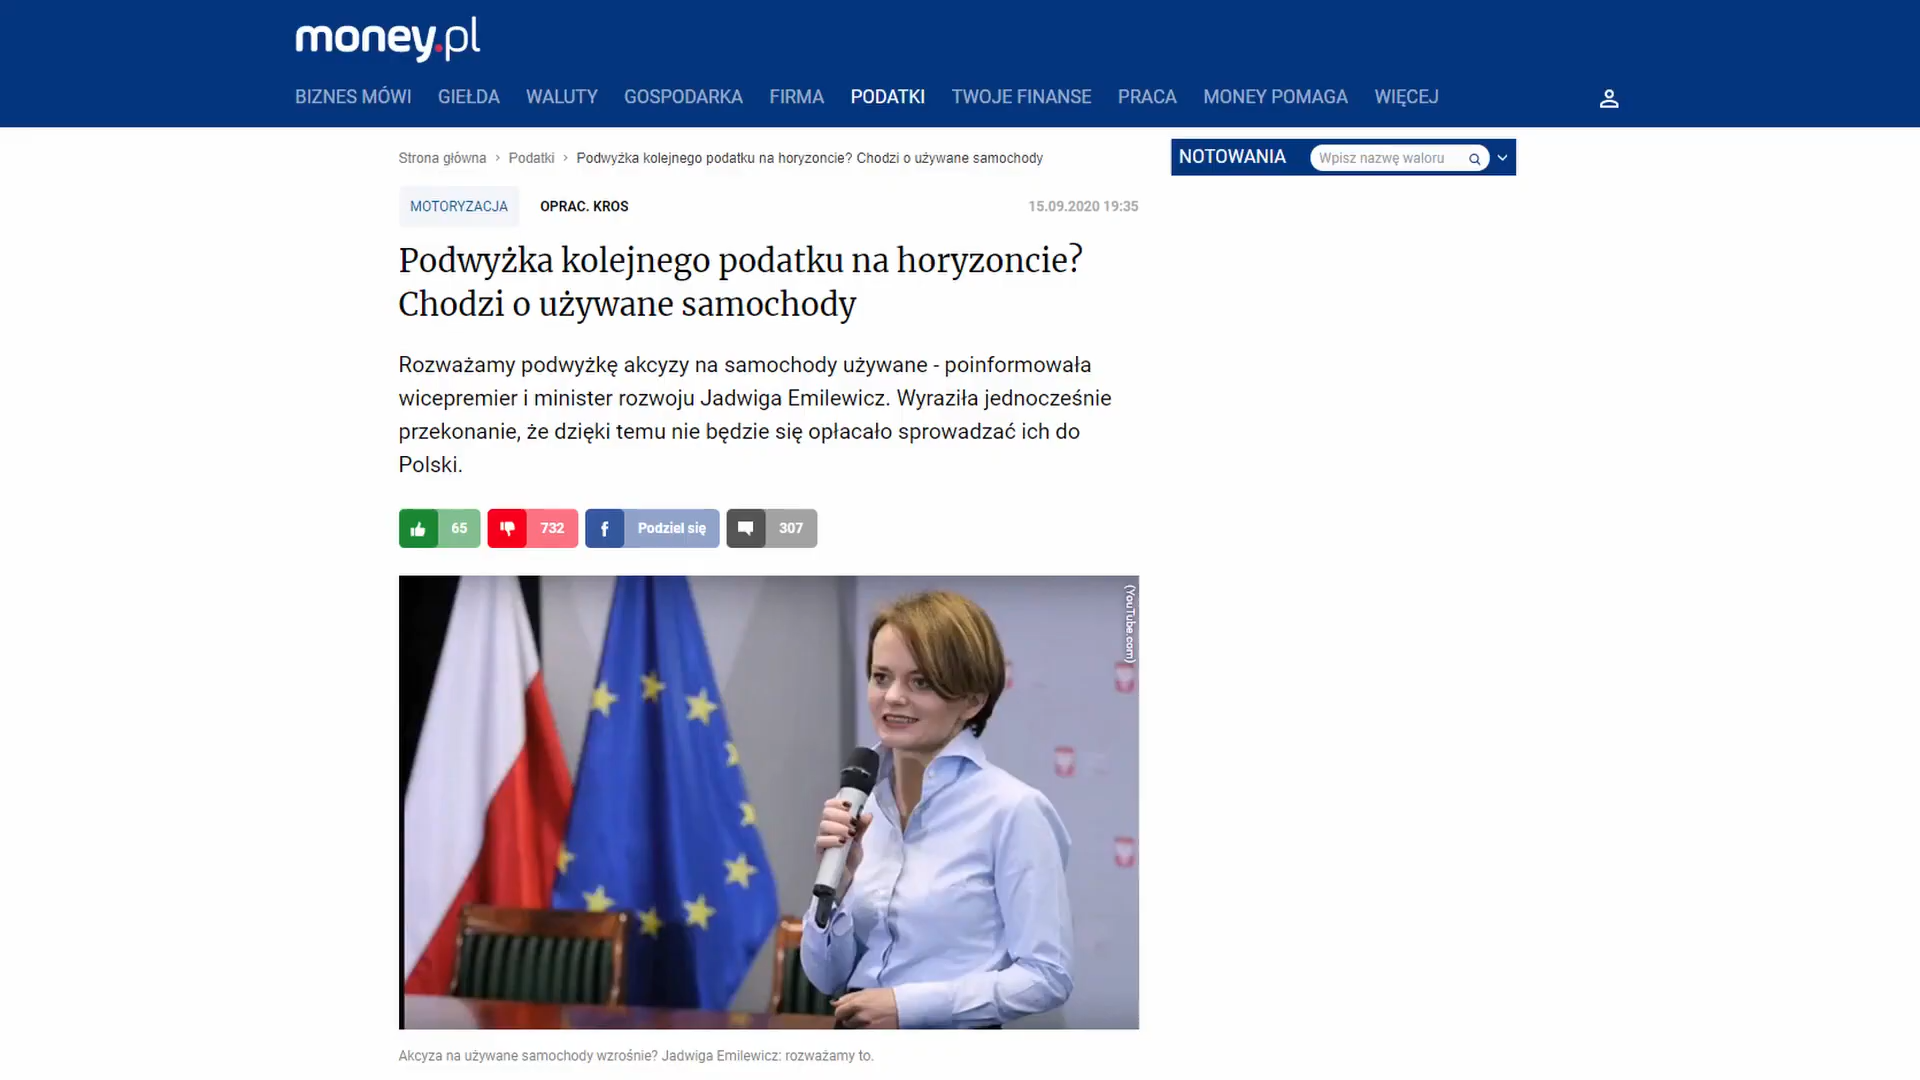 money.pl
BIZNES MÓWI GIEŁDA WALUTY GOSPODARKA FIRMA PODATKI TWOJE FINANSE PRACA MONEY POMAGA WIĘCEJ
Strona główna › Podatki › Podwyżka kolejnego podatku na horyzoncie? Chodzi o używane samochody
NOTOWANIA Wpisz nazwę waloru
MOTORYZACJA OPRAC. KROS 15.09.2020 19:35
Podwyżka kolejnego podatku na horyzoncie?
Chodzi o używane samochody
Rozważamy podwyżkę akcyzy na samochody używane - poinformowała
wicepremier i minister rozwoju Jadwiga Emilewicz. Wyraziła jednocześnie
przekonanie, że dzięki temu nie będzie się opłacało sprowadzać ich do
Polski.
65 732 f Podziel się 307
(YouTube.com)
Akcyza na używane samochody wzrośnie? Jadwiga Emilewicz: rozważamy to.